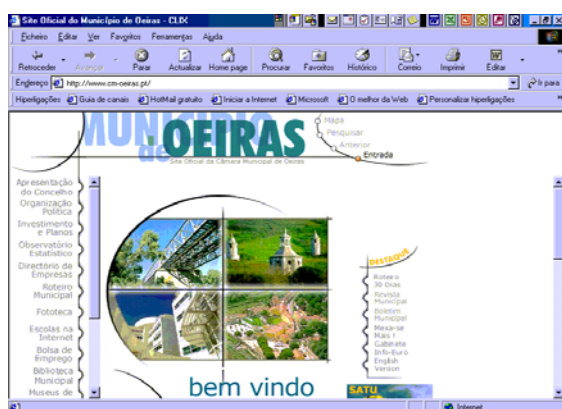 Site Oficial do Município de Oeiras - CLIX
Ficheiro Editar Ver Favoritos Ferramentas Ajuda
Retroceder Avançar Parar Actualizar Home page Procurar Favoritos Histórico Correio Imprimir Editar
Endereço http://www.cm-oeiras.pt/ Ir para
Hiperligações Guia de canais HotMail gratuito Iniciar a Internet Microsoft O melhor da Web Personalizar hiperligações
MUNICÍPIO
de OEIRAS
Site Oficial da Câmara Municipal de Oeiras
Mapa
Pesquisar
Anterior
Entrada
Apresentação
do Concelho
Organização
Política
Investimento
e Planos
Observatório
Estatístico
Directório de
Empresas
Roteiro
Municipal
Fototeca
Escolas na
Internet
Bolsa de
Emprego
Biblioteca
Municipal
Museus de
DESTAQUE
Roteiro
30 Dias
Revista
Municipal
Boletim
Municipal
Mexa-se
Mais !
Gabinete
Info-Euro
English
Version
bem vindo
SATU
Internet